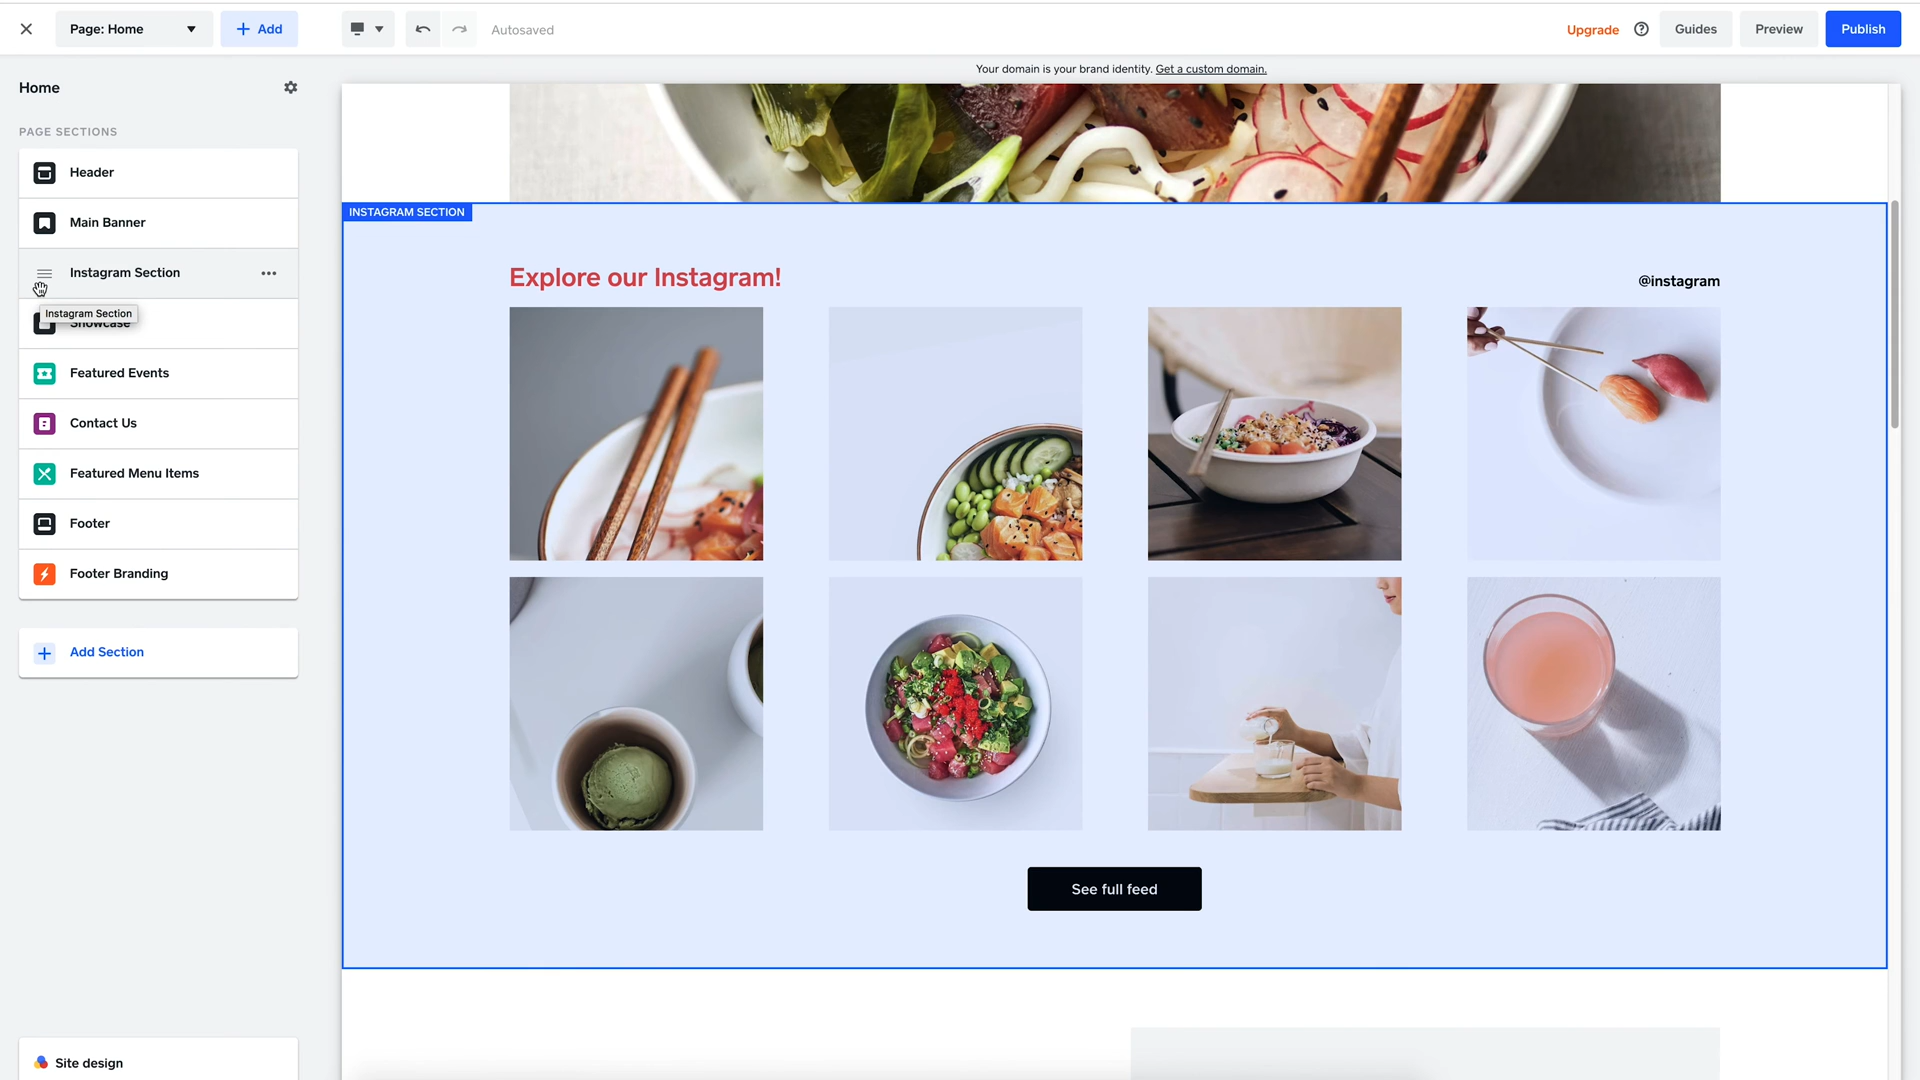 Page: Home
Add
Autosaved
Upgrade
Guides
Preview
Publish
Your domain is your brand identity. Get a custom domain.
Home
PAGE SECTIONS
Header
Main Banner
Instagram Section
Instagram Section
Showcase
Featured Events
Contact Us
Featured Menu Items
Footer
Footer Branding
Add Section
Site design
INSTAGRAM SECTION
Explore our Instagram!
@instagram
See full feed